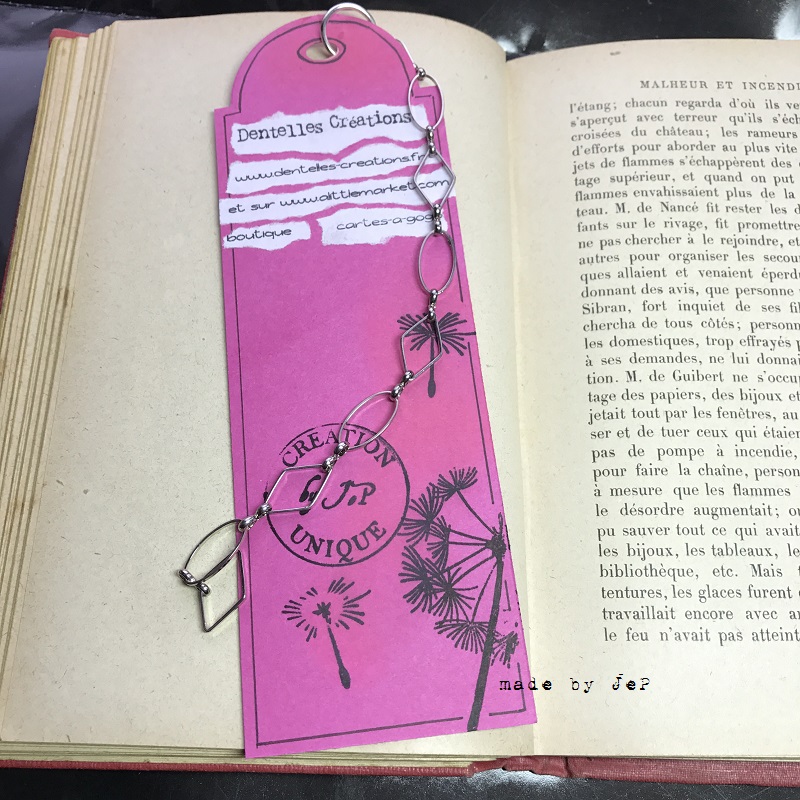 Dentelles Créations
www.dentelles-creations.fr
et sur www.alittlemarket.com
boutique cartes-a-gogo
CRÉATION
by JeP
UNIQUE
made by JeP
MALHEUR ET INCENDI
l'étang; chacun regarda d'où ils ve
s'aperçut avec terreur qu'ils s'éch
croisées du château; les rameurs
d'efforts pour aborder au plus vite
jets de flammes s'échappèrent des
tage supérieur, et quand on put
flammes envahissaient plus de la
teau. M. de Nancé fit rester les d
fants sur le rivage, fit promettre
ne pas chercher à le rejoindre, et
autres pour organiser les secou
ques allaient et venaient éperdu
donnant des avis, que personne
Sibran, fort inquiet de ses fil
chercha de tous côtés; personn
les domestiques, trop effrayés p
à ses demandes, ne lui donnai
tion. M. de Guibert ne s'occu
tage des papiers, des bijoux et
jetait tout par les fenêtres, au
ser et de tuer ceux qui étaien
pas de pompe à incendie,
pour faire la chaîne, person
à mesure que les flammes
le désordre augmentait; ou
pu sauver tout ce qui avait
les bijoux, les tableaux, le
bibliothèque, etc. Mais t
tentures, les glaces furent
travaillait encore avec ar
le feu n'avait pas atteint